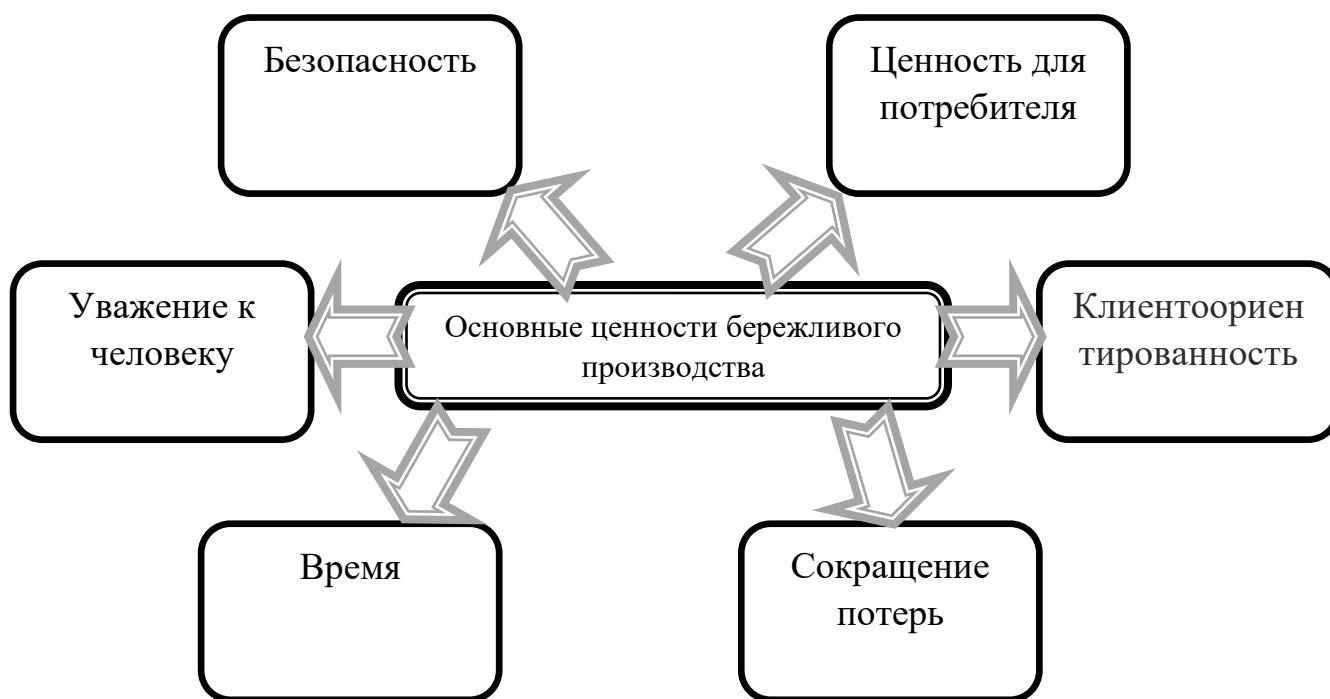 Безопасность
Ценность для
потребителя
Уважение к
человеку
Основные ценности бережливого
производства
Клиентоориен
тированность
Время
Сокращение
потерь